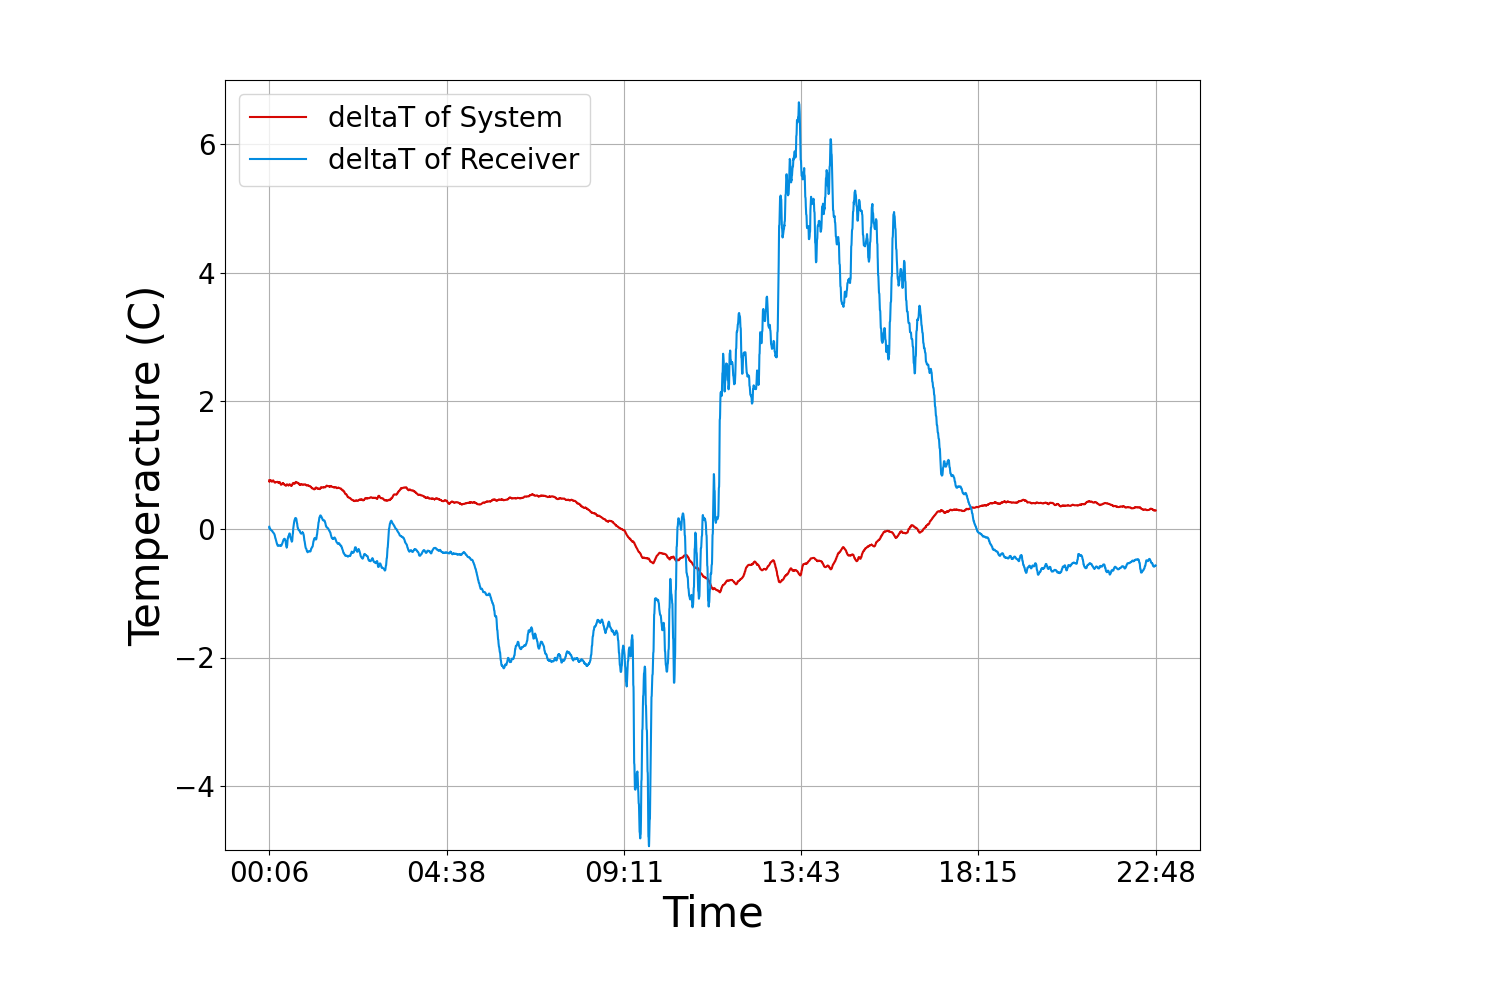 deltaT of System
deltaT of Receiver
6
4
2
0
−2
−4
Temperacture (C)
00:06 04:38 09:11 13:43 18:15 22:48
Time